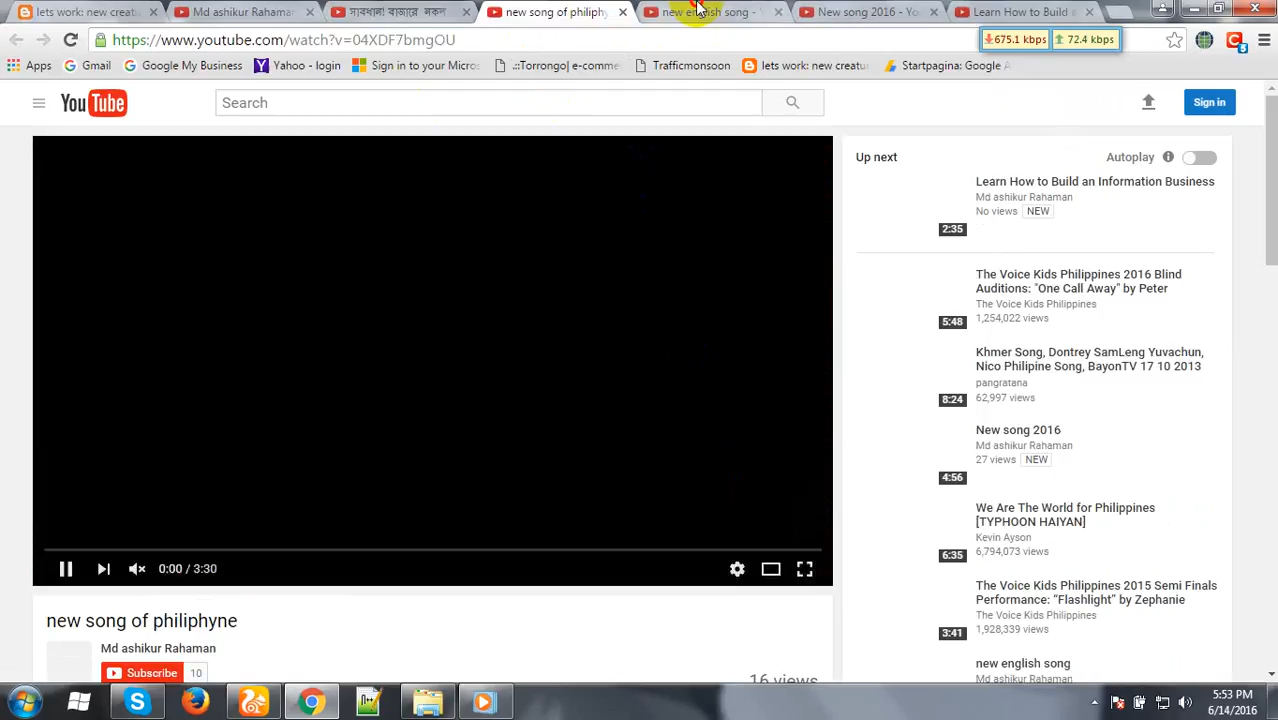 lets work: new creat
Md ashikur Rahama
সাবধান! বাজারে নকল
new song of philiphy
new english song -
New song 2016 - Yo
Learn How to Build a
https://www.youtube.com/watch?v=04XDF7bmgOU
675.1 kbps
72.4 kbps
5
Apps
Gmail
Google My Business
Yahoo - login
Sign in to your Micros
.::Torrongo| e-comme
Trafficmonsoon
lets work: new creatu
Startpagina: Google A
YouTube
Search
Sign in
Up next
Autoplay
Learn How to Build an Information Business
Md ashikur Rahaman
No views NEW
2:35
The Voice Kids Philippines 2016 Blind
Auditions: "One Call Away" by Peter
The Voice Kids Philippines
1,254,022 views
5:48
Khmer Song, Dontrey SamLeng Yuvachun,
Nico Philipine Song, BayonTV 17 10 2013
pangratana
62,997 views
8:24
New song 2016
Md ashikur Rahaman
27 views NEW
4:56
We Are The World for Philippines
[TYPHOON HAIYAN]
Kevin Ayson
6,794,073 views
6:35
The Voice Kids Philippines 2015 Semi Finals
Performance: “Flashlight” by Zephanie
The Voice Kids Philippines
1,928,339 views
3:41
new english song
Md ashikur Rahaman
0:00 / 3:30
new song of philiphyne
Md ashikur Rahaman
Subscribe 10
16 views
5:53 PM
6/14/2016